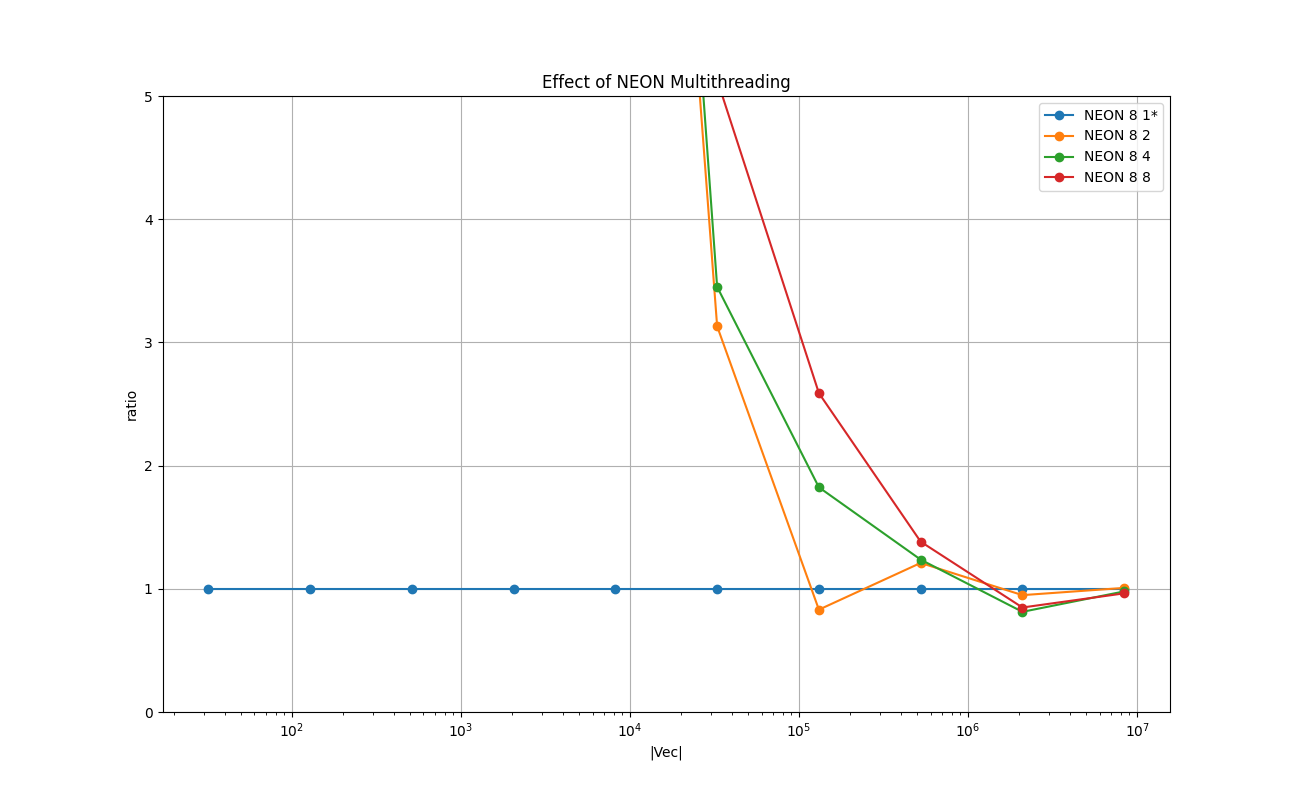 Effect of NEON Multithreading
5
4
3
2
1
0
ratio
10²
10³
10⁴
10⁵
10⁶
10⁷
|Vec|
NEON 8 1*
NEON 8 2
NEON 8 4
NEON 8 8